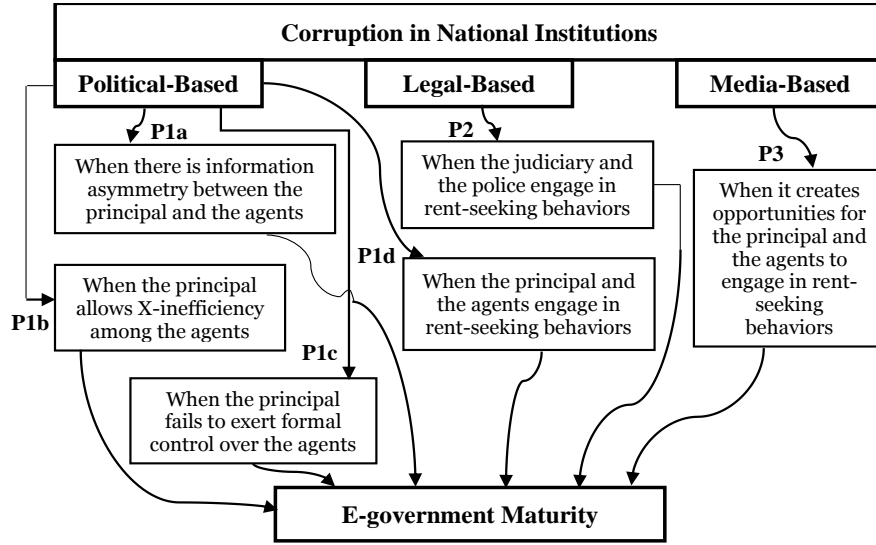 Corruption in National Institutions
Political-Based
Legal-Based
Media-Based
P1a
When there is information
asymmetry between the
principal and the agents
P1b
When the principal
allows X-inefficiency
among the agents
P1c
When the principal
fails to exert formal
control over the agents
P1d
When the principal and
the agents engage in
rent-seeking behaviors
P2
When the judiciary and
the police engage in
rent-seeking behaviors
P3
When it creates
opportunities for
the principal and
the agents to
engage in rent-
seeking
behaviors
E-government Maturity